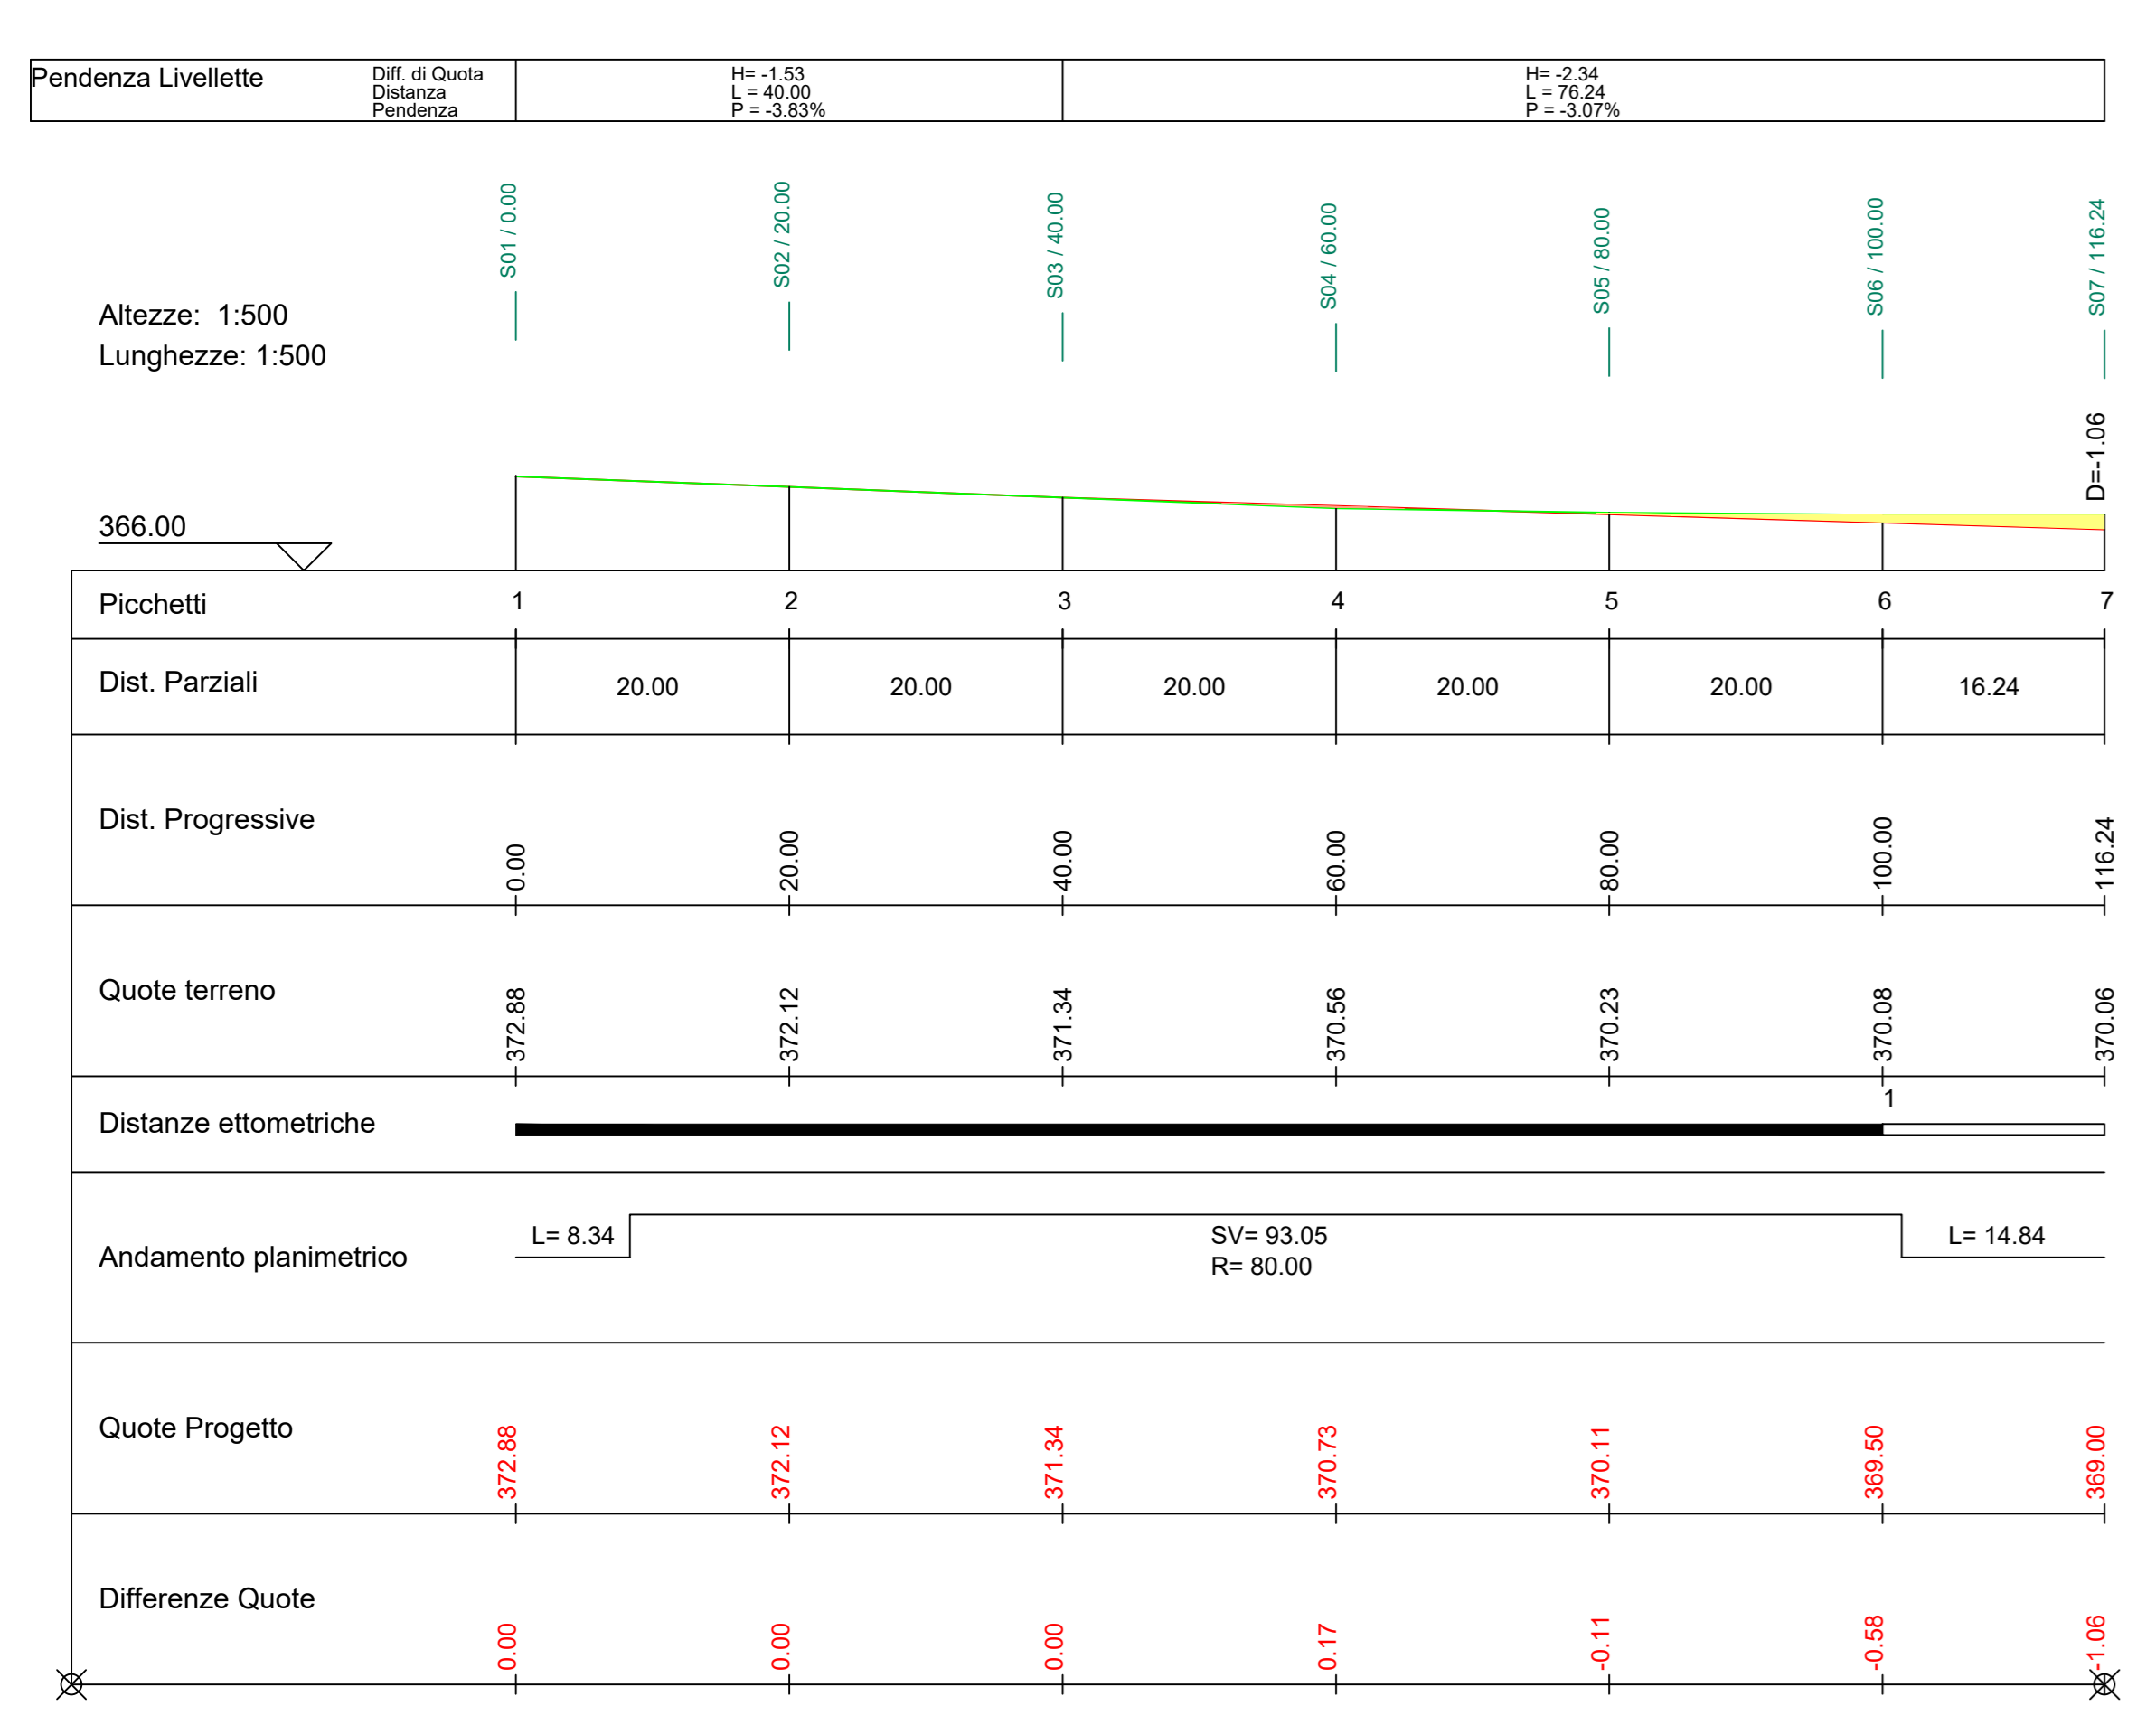 Pendenza Livellette
Diff. di Quota
Distanza
Pendenza
H= -1.53
L = 40.00
P = -3.83%
H= -2.34
L = 76.24
P = -3.07%
S01 / 0.00
S02 / 20.00
S03 / 40.00
S04 / 60.00
S05 / 80.00
S06 / 100.00
S07 / 116.24
Altezze: 1:500
Lunghezze: 1:500
D=-1.06
366.00
Picchetti 1 2 3 4 5 6 7
Dist. Parziali 20.00 20.00 20.00 20.00 20.00 16.24
Dist. Progressive 0.00 20.00 40.00 60.00 80.00 100.00 116.24
Quote terreno 372.88 372.12 371.34 370.56 370.23 370.08 370.06
Distanze ettometriche 1
Andamento planimetrico
L= 8.34
SV= 93.05
R= 80.00
L= 14.84
Quote Progetto 372.88 372.12 371.34 370.73 370.11 369.50 369.00
Differenze Quote 0.00 0.00 0.00 0.17 -0.11 -0.58 -1.06